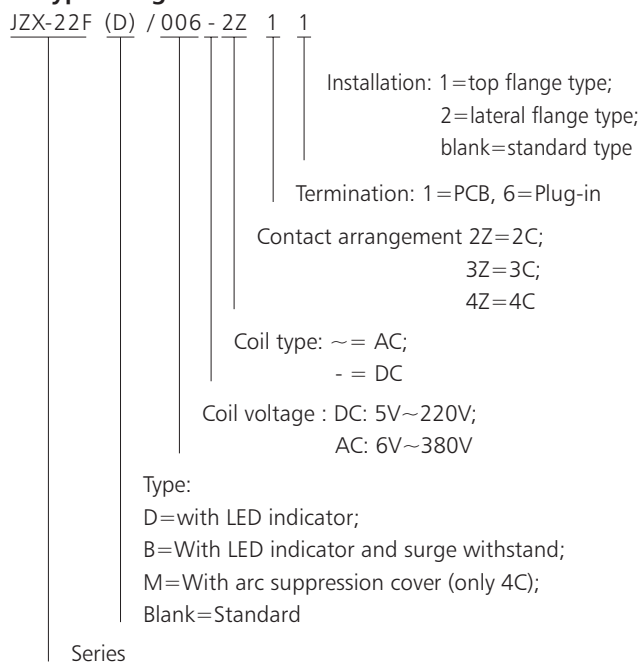 JZX-22F (D) / 006 - 2Z 1 1
Installation: 1=top flange type;
2=lateral flange type;
blank=standard type
Termination: 1=PCB, 6=Plug-in
Contact arrangement 2Z=2C;
3Z=3C;
4Z=4C
Coil type: ~= AC;
- = DC
Coil voltage : DC: 5V~220V;
AC: 6V~380V
Type:
D=with LED indicator;
B=With LED indicator and surge withstand;
M=With arc suppression cover (only 4C);
Blank=Standard
Series